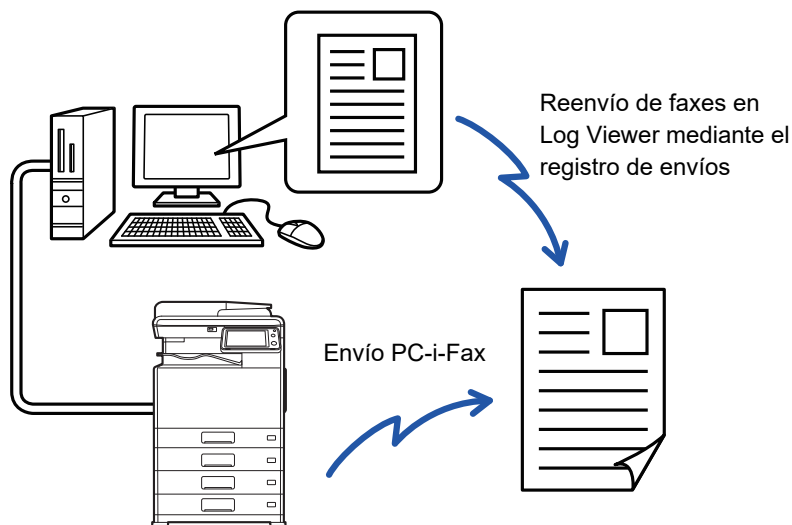 Reenvío de faxes en
Log Viewer mediante el
registro de envíos
Envío PC-i-Fax